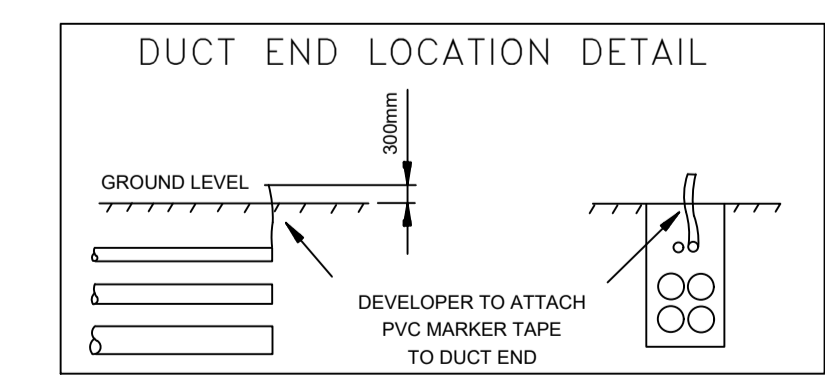 DUCT END LOCATION DETAIL
300mm
GROUND LEVEL
DEVELOPER TO ATTACH
PVC MARKER TAPE
TO DUCT END